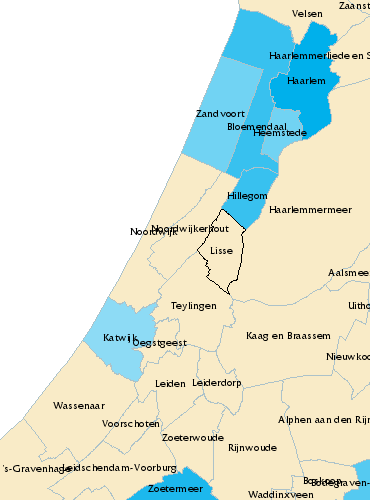 Zaanst
Velsen
Haarlemmerliede en S
Haarlem
Zandvoort
Bloemendaal
Heemstede
Hillegom
Haarlemmermeer
Noordwijkerhout
Noordwijk
Lisse
Aalsmee
Teylingen
Uitho
Katwijk
Oegstgeest
Kaag en Braassem
Nieuwkoo
Leiden
Leiderdorp
Wassenaar
Voorschoten
Alphen aan den Rijn
Zoeterwoude
Rijnwoude
's-Gravenhage
Leidschendam-Voorburg
Boskoop
Bodegraven-
Zoetermeer
Waddinxveen